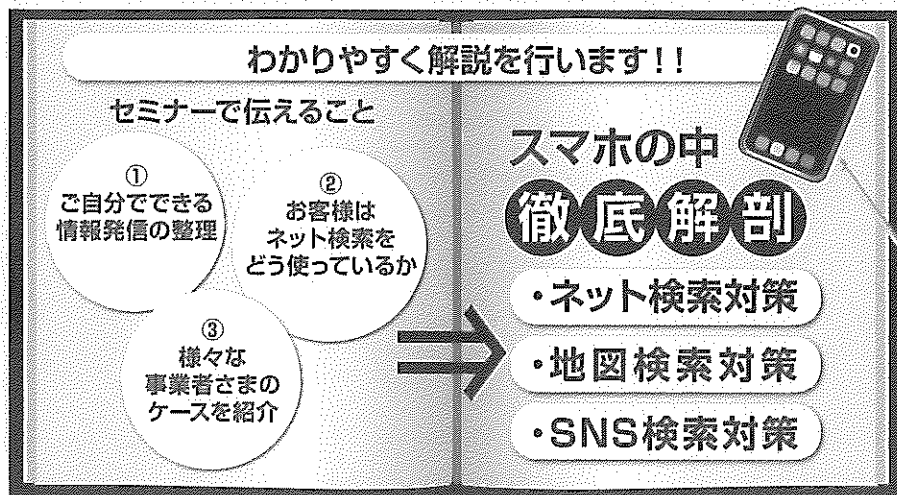 わかりやすく解説を行います!!
セミナーで伝えること
①
ご自分でできる
情報発信の整理
②
お客様は
ネット検索を
どう使っているか
③
様々な
事業者さまの
ケースを紹介
スマホの中
徹底解剖
・ネット検索対策
・地図検索対策
・SNS検索対策